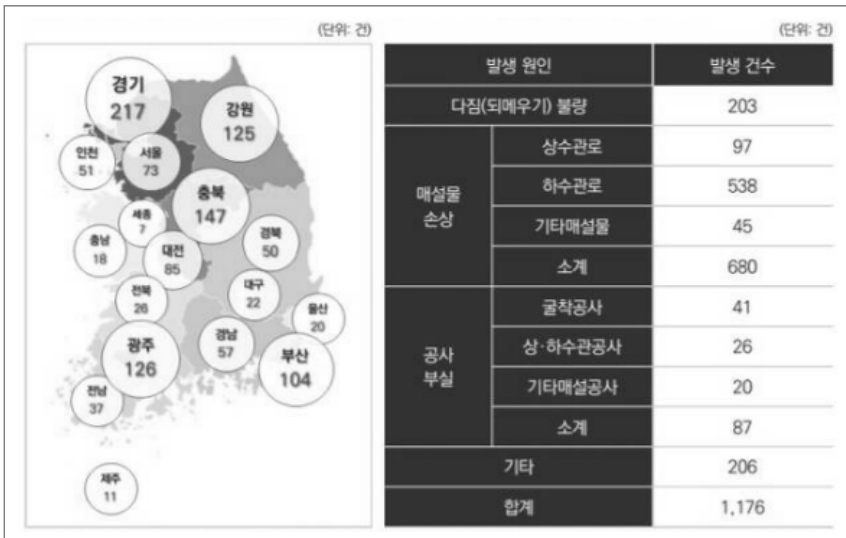 (단위: 건)
경기
217
강원
125
인천
51
서울
73
충북
147
세종
7
충남
18
대전
85
경북
50
전북
26
대구
22
울산
20
광주
126
경남
57
부산
104
전남
37
제주
11
(단위: 건)
발생 원인 발생 건수
다짐(되메우기) 불량 203
매설물
손상
상수관로 97
하수관로 538
기타매설물 45
소계 680
공사
부실
굴착공사 41
상·하수관공사 26
기타매설공사 20
소계 87
기타 206
합계 1,176